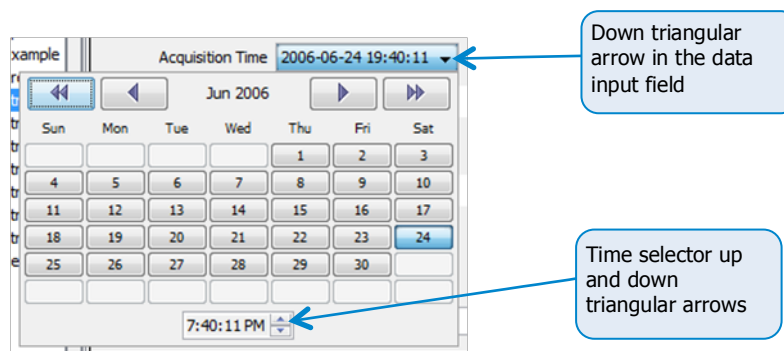 Down triangular
arrow in the data
input field
xample
Acquisition Time 2006-06-24 19:40:11
Jun 2006
Sun Mon Tue Wed Thu Fri Sat
1 2 3
4 5 6 7 8 9 10
11 12 13 14 15 16 17
18 19 20 21 22 23 24
25 26 27 28 29 30
7:40:11 PM
Time selector up
and down
triangular arrows